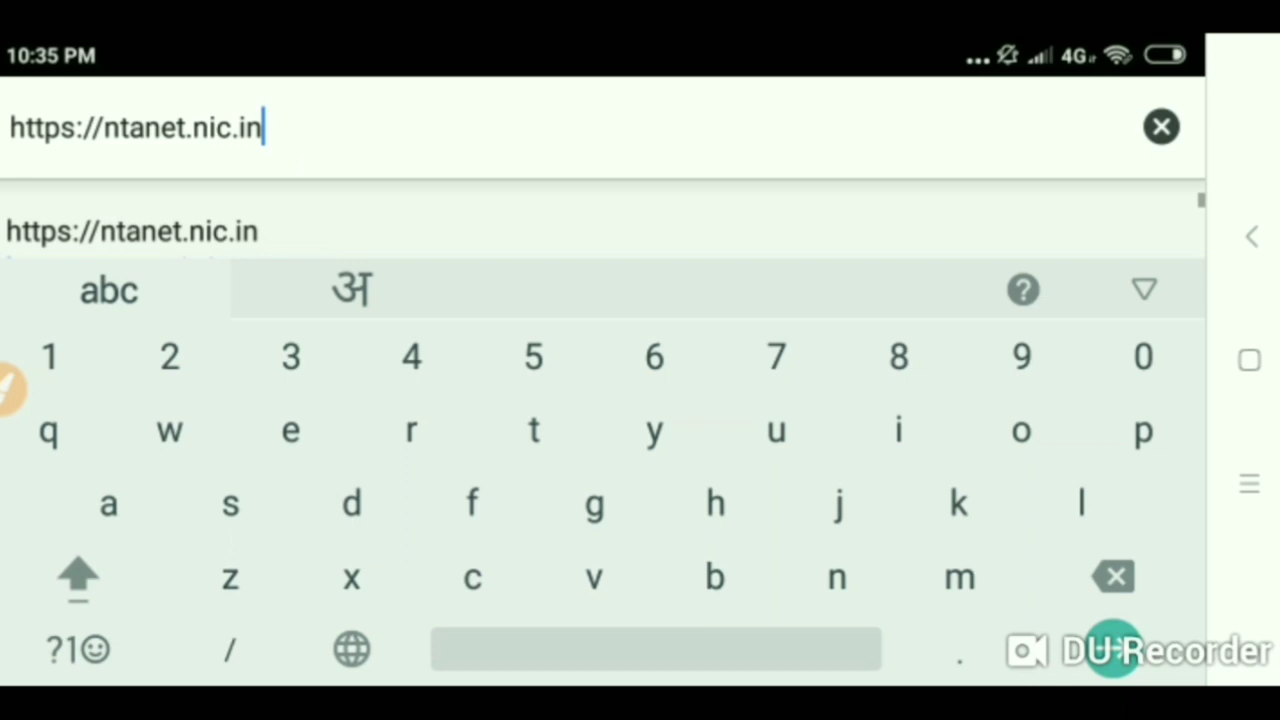 10:35 PM
4G
https://ntanet.nic.in
https://ntanet.nic.in
abc
अ
1 2 3 4 5 6 7 8 9 0
q w e r t y u i o p
a s d f g h j k l
z x c v b n m
?1☺ / .
DU Recorder